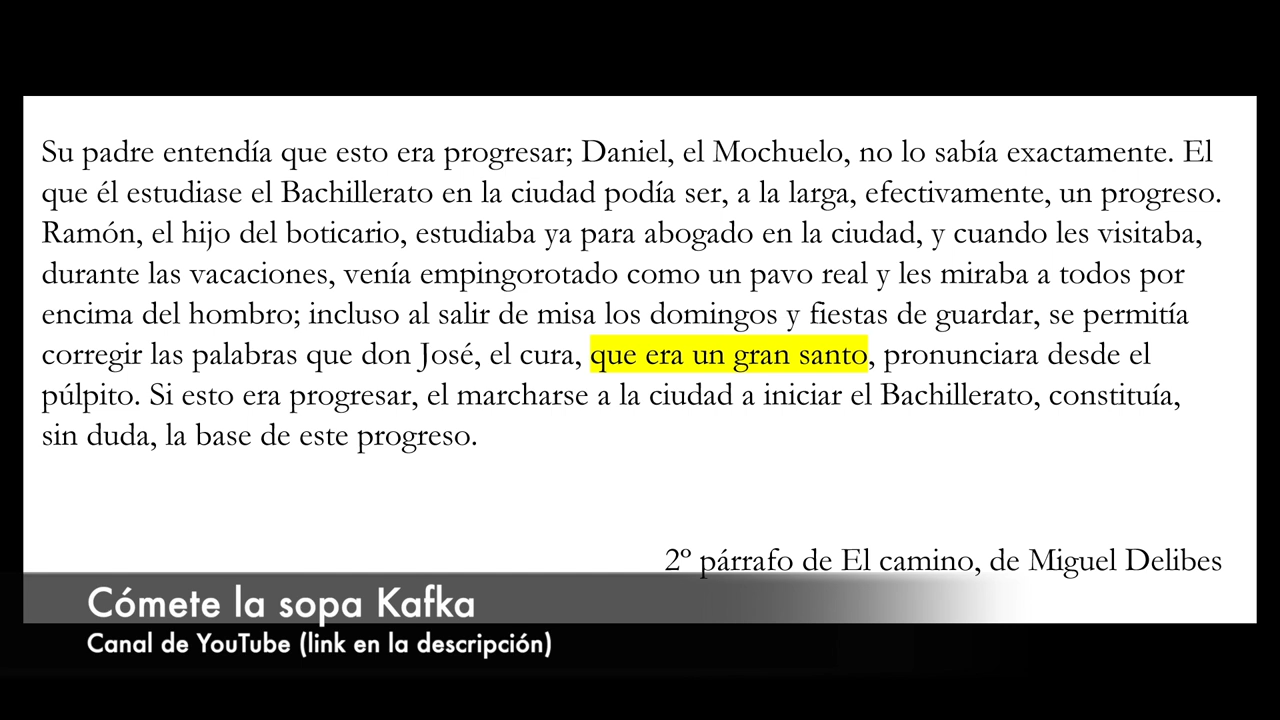 Su padre entendía que esto era progresar; Daniel, el Mochuelo, no lo sabía exactamente. El
que él estudiase el Bachillerato en la ciudad podía ser, a la larga, efectivamente, un progreso.
Ramón, el hijo del boticario, estudiaba ya para abogado en la ciudad, y cuando les visitaba,
durante las vacaciones, venía empingorotado como un pavo real y les miraba a todos por
encima del hombro; incluso al salir de misa los domingos y fiestas de guardar, se permitía
corregir las palabras que don José, el cura, que era un gran santo, pronunciara desde el
púlpito. Si esto era progresar, el marcharse a la ciudad a iniciar el Bachillerato, constituía,
sin duda, la base de este progreso.
2º párrafo de El camino, de Miguel Delibes
Cómete la sopa Kafka
Canal de YouTube (link en la descripción)